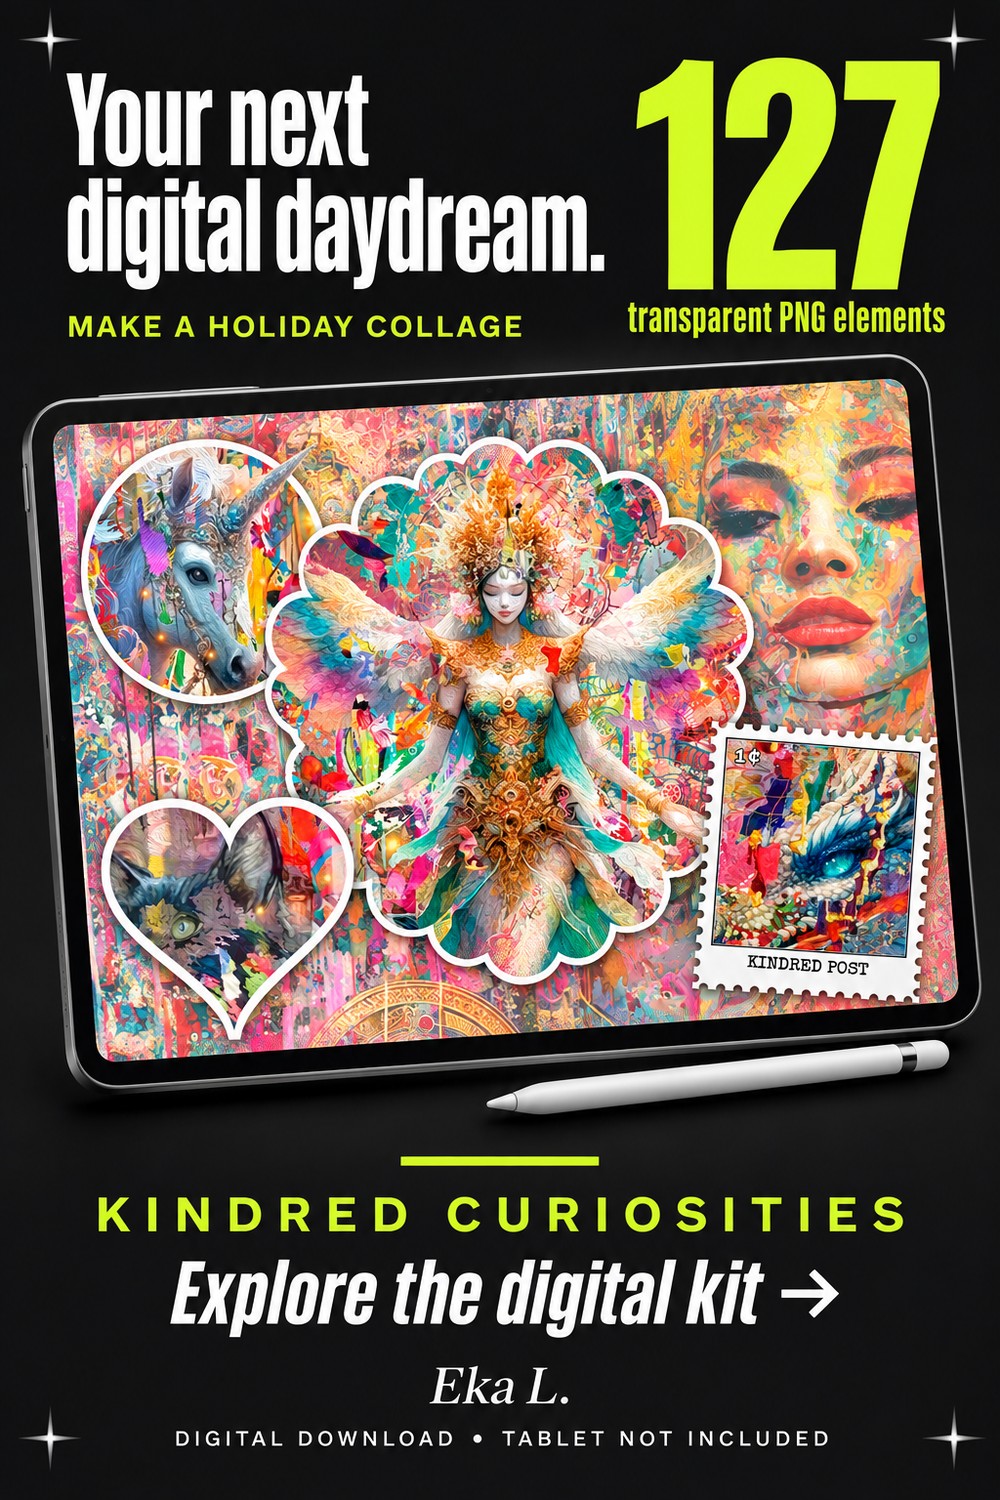 Your next
digital daydream.
MAKE A HOLIDAY COLLAGE
127
transparent PNG elements
1¢
KINDRED POST
KINDRED CURIOSITIES
Explore the digital kit →
Eka L.
DIGITAL DOWNLOAD • TABLET NOT INCLUDED